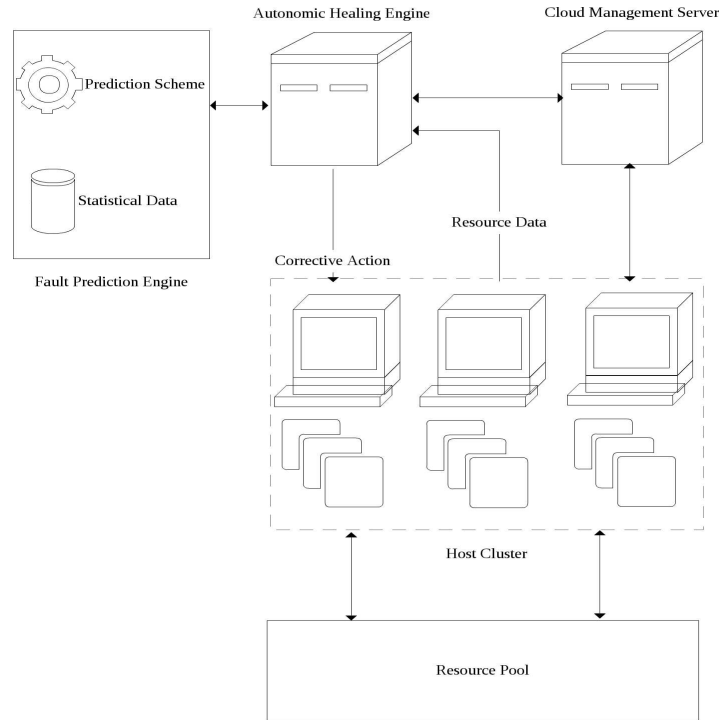 Autonomic Healing Engine
Cloud Management Server
Prediction Scheme
Statistical Data
Fault Prediction Engine
Resource Data
Corrective Action
Host Cluster
Resource Pool